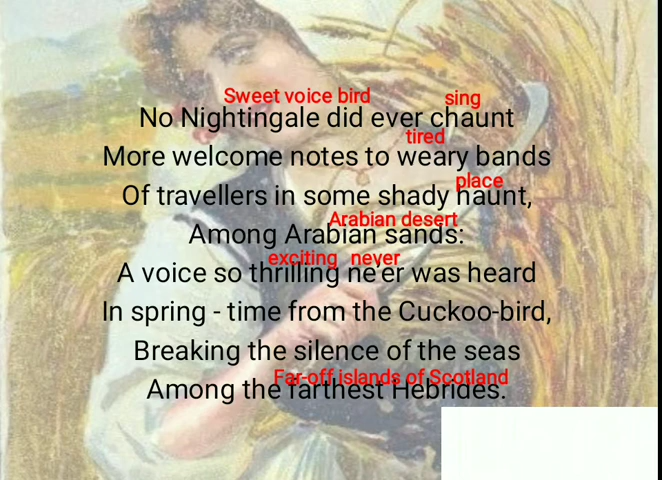 Sweet voice bird sing
No Nightingale did ever chaunt
tired
More welcome notes to weary bands
place
Of travellers in some shady haunt,
Arabian desert
Among Arabian sands:
exciting never
A voice so thrilling ne'er was heard
In spring - time from the Cuckoo-bird,
Breaking the silence of the seas
Far-off islands of Scotland
Among the farthest Hebrides.